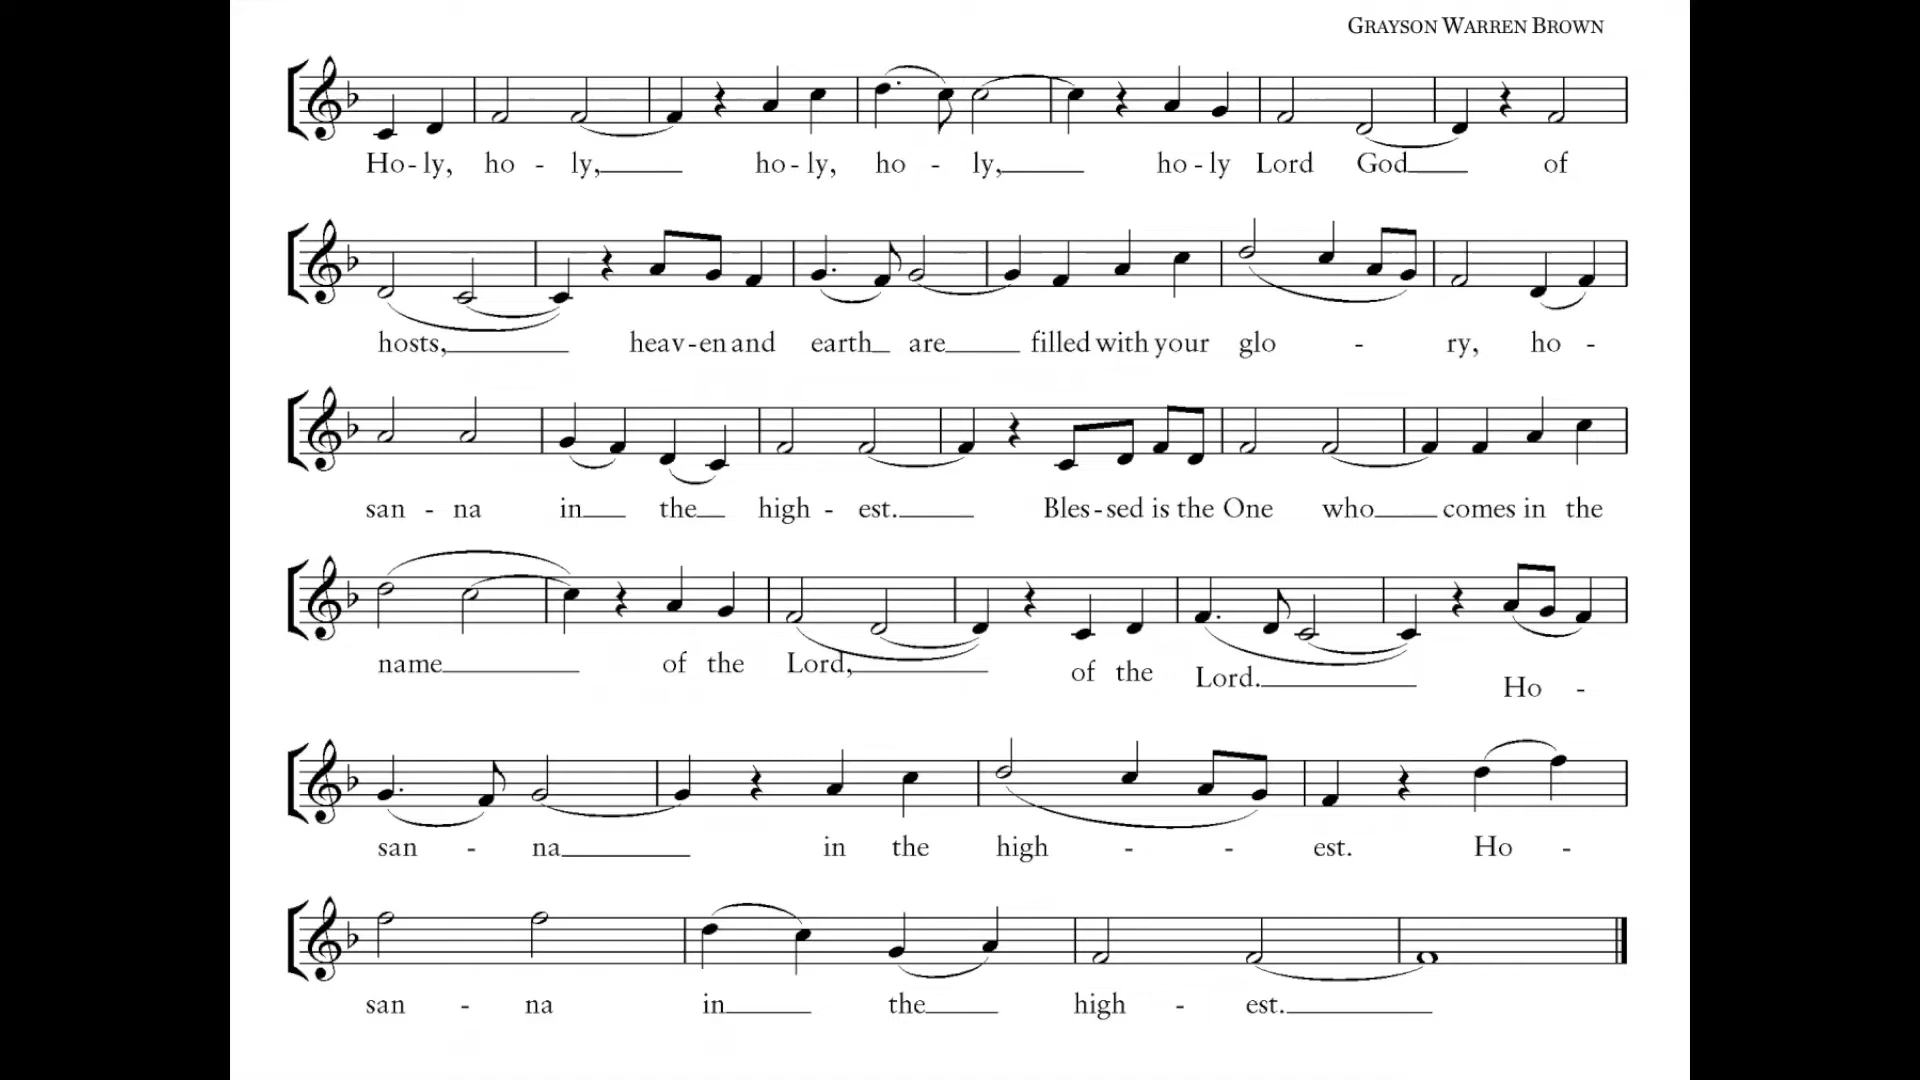 GRAYSON WARREN BROWN
Ho - ly, ho - ly, ho - ly, ho - ly, ho - ly Lord God of
hosts, heav - en and earth are filled with your glo - ry, ho -
san - na in the high - est. Bles - sed is the One who comes in the
name of the Lord, of the Lord. Ho -
san - na in the high - - est. Ho -
san - na in the high - est.